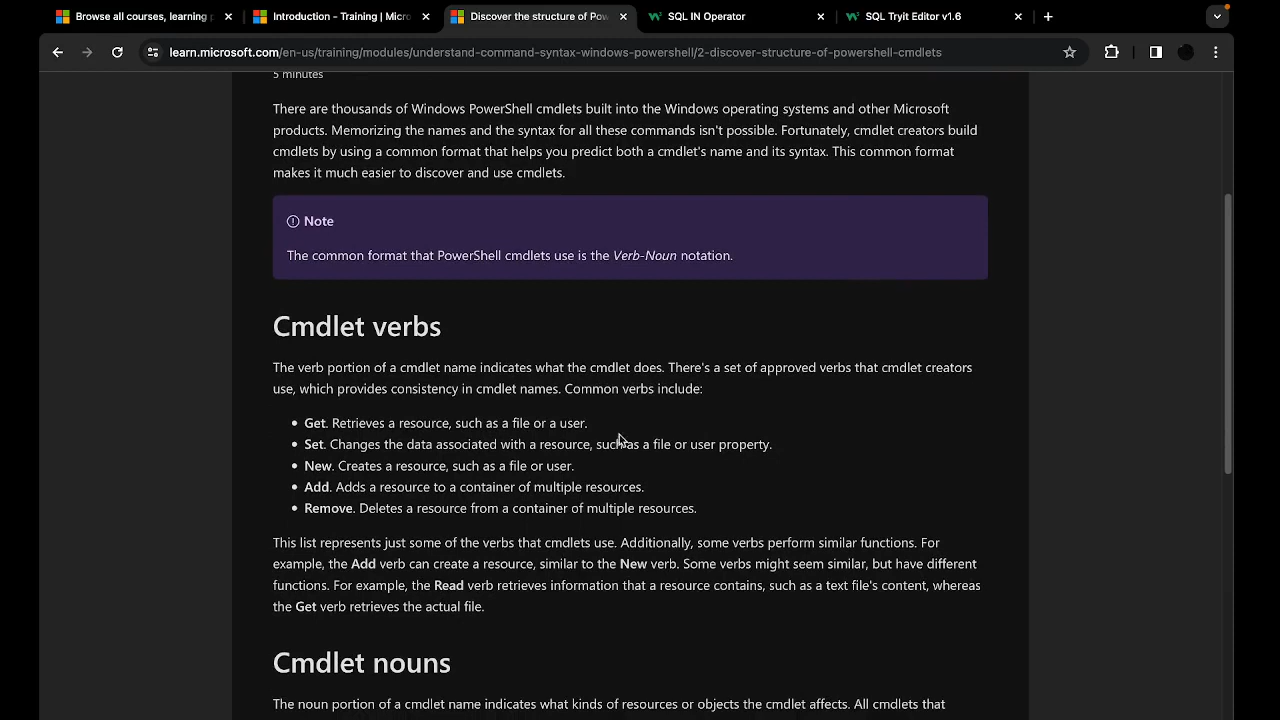 Browse all courses, learning p
Introduction - Training | Micro
Discover the structure of Pow
SQL IN Operator
SQL Tryit Editor v1.6
learn.microsoft.com/en-us/training/modules/understand-command-syntax-windows-powershell/2-discover-structure-of-powershell-cmdlets
5 minutes
There are thousands of Windows PowerShell cmdlets built into the Windows operating systems and other Microsoft
products. Memorizing the names and the syntax for all these commands isn't possible. Fortunately, cmdlet creators build
cmdlets by using a common format that helps you predict both a cmdlet's name and its syntax. This common format
makes it much easier to discover and use cmdlets.
Note
The common format that PowerShell cmdlets use is the Verb-Noun notation.
Cmdlet verbs
The verb portion of a cmdlet name indicates what the cmdlet does. There's a set of approved verbs that cmdlet creators
use, which provides consistency in cmdlet names. Common verbs include:
• Get. Retrieves a resource, such as a file or a user.
• Set. Changes the data associated with a resource, such as a file or user property.
• New. Creates a resource, such as a file or user.
• Add. Adds a resource to a container of multiple resources.
• Remove. Deletes a resource from a container of multiple resources.
This list represents just some of the verbs that cmdlets use. Additionally, some verbs perform similar functions. For
example, the Add verb can create a resource, similar to the New verb. Some verbs might seem similar, but have different
functions. For example, the Read verb retrieves information that a resource contains, such as a text file's content, whereas
the Get verb retrieves the actual file.
Cmdlet nouns
The noun portion of a cmdlet name indicates what kinds of resources or objects the cmdlet affects. All cmdlets that